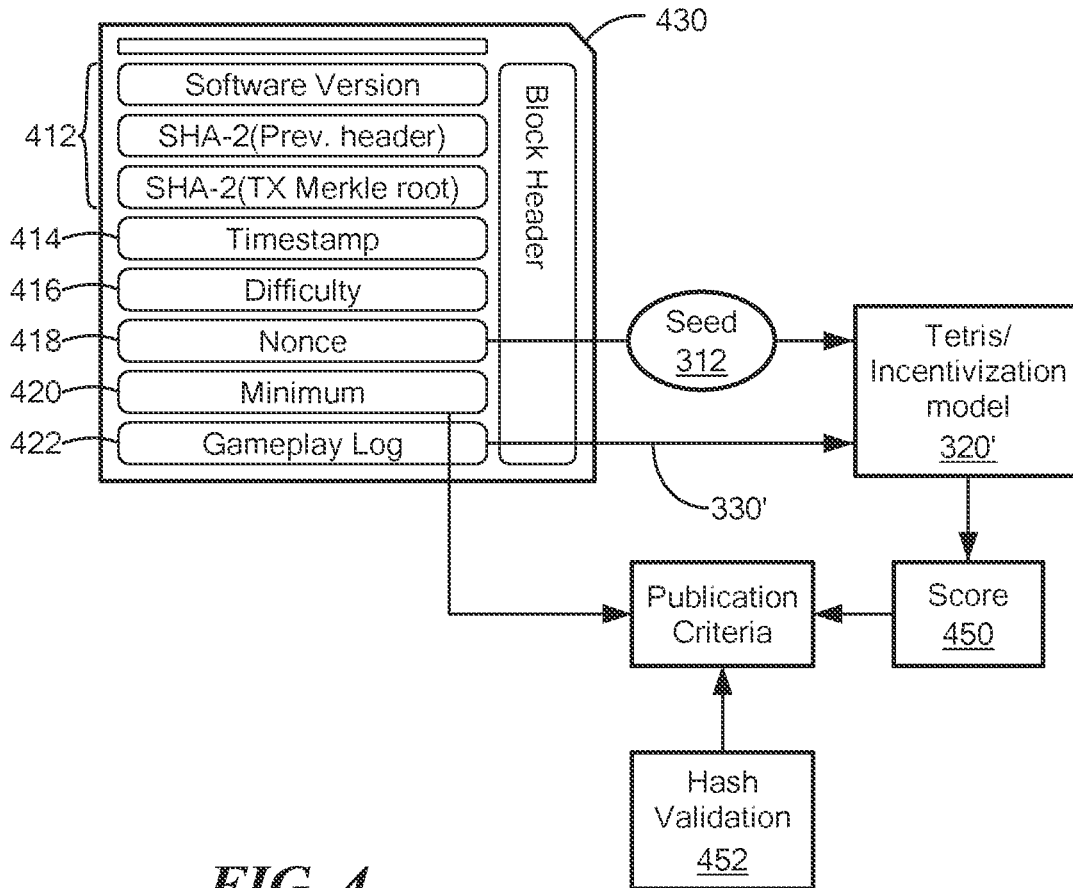 430
412
Software Version
SHA-2(Prev. header)
SHA-2(TX Merkle root)
414
Timestamp
416
Difficulty
418
Nonce
420
Minimum
422
Gameplay Log
Block Header
Seed
312
Tetris/
Incentivization
model
320'
330'
Publication
Criteria
Score
450
Hash
Validation
452
FIG. 4